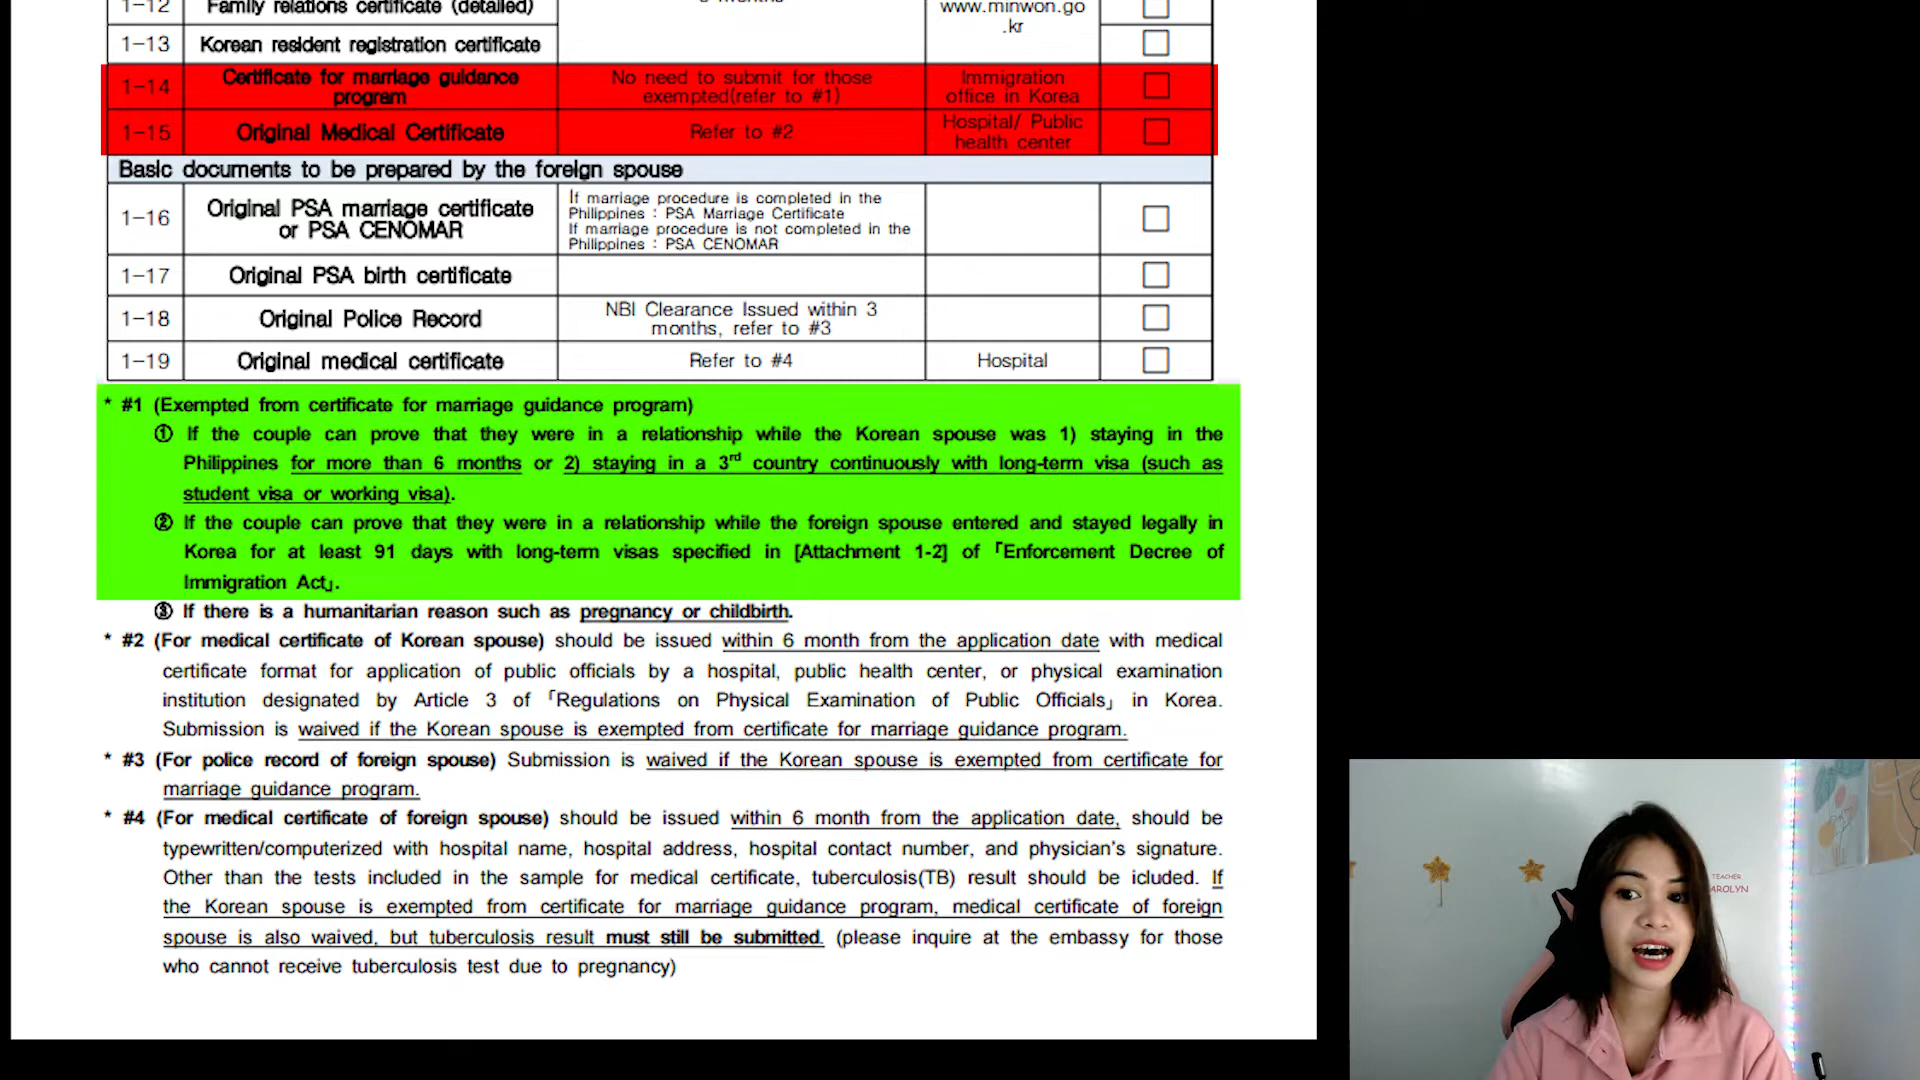 1-12 Family relations certificate (detailed) www.minwon.go
.kr
1-13 Korean resident registration certificate
1-14 Certificate for marriage guidance
program
No need to submit for those
exempted(refer to #1)
Immigration
office in Korea
1-15 Original Medical Certificate Refer to #2
Hospital/ Public
health center
Basic documents to be prepared by the foreign spouse
1-16 Original PSA marriage certificate
or PSA CENOMAR
If marriage procedure is completed in the
Philippines : PSA Marriage Certificate
If marriage procedure is not completed in the
Philippines : PSA CENOMAR
1-17 Original PSA birth certificate
1-18 Original Police Record
NBI Clearance Issued within 3
months, refer to #3
1-19 Original medical certificate Refer to #4 Hospital
* #1 (Exempted from certificate for marriage guidance program)
① If the couple can prove that they were in a relationship while the Korean spouse was 1) staying in the
Philippines for more than 6 months or 2) staying in a 3rd country continuously with long-term visa (such as
student visa or working visa).
② If the couple can prove that they were in a relationship while the foreign spouse entered and stayed legally in
Korea for at least 91 days with long-term visas specified in [Attachment 1-2] of 「Enforcement Decree of
Immigration Act」.
③ If there is a humanitarian reason such as pregnancy or childbirth.
* #2 (For medical certificate of Korean spouse) should be issued within 6 month from the application date with medical
certificate format for application of public officials by a hospital, public health center, or physical examination
institution designated by Article 3 of 「Regulations on Physical Examination of Public Officials」 in Korea.
Submission is waived if the Korean spouse is exempted from certificate for marriage guidance program.
* #3 (For police record of foreign spouse) Submission is waived if the Korean spouse is exempted from certificate for
marriage guidance program.
* #4 (For medical certificate of foreign spouse) should be issued within 6 month from the application date, should be
typewritten/computerized with hospital name, hospital address, hospital contact number, and physician's signature.
Other than the tests included in the sample for medical certificate, tuberculosis(TB) result should be icluded. If
the Korean spouse is exempted from certificate for marriage guidance program, medical certificate of foreign
spouse is also waived, but tuberculosis result must still be submitted. (please inquire at the embassy for those
who cannot receive tuberculosis test due to pregnancy)
TEACHER